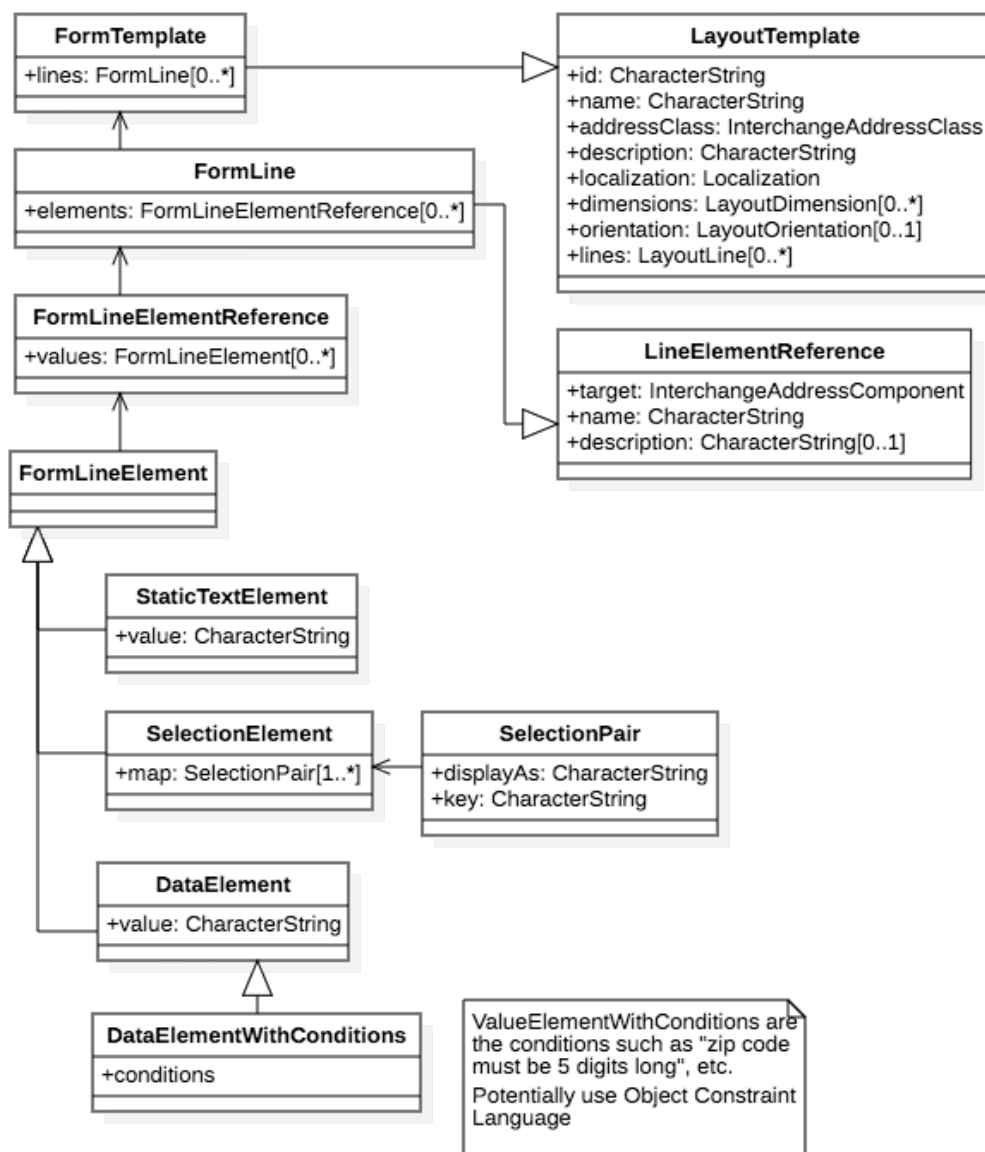 FormTemplate
+lines: FormLine[0..*]
LayoutTemplate
+id: CharacterString
+name: CharacterString
+addressClass: InterchangeAddressClass
+description: CharacterString
+localization: Localization
+dimensions: LayoutDimension[0..*]
+orientation: LayoutOrientation[0..1]
+lines: LayoutLine[0..*]
FormLine
+elements: FormLineElementReference[0..*]
FormLineElementReference
+values: FormLineElement[0..*]
LineElementReference
+target: InterchangeAddressComponent
+name: CharacterString
+description: CharacterString[0..1]
FormLineElement
StaticTextElement
+value: CharacterString
SelectionElement
+map: SelectionPair[1..*]
SelectionPair
+displayAs: CharacterString
+key: CharacterString
DataElement
+value: CharacterString
DataElementWithConditions
+conditions
ValueElementWithConditions are
the conditions such as "zip code
must be 5 digits long", etc.
Potentially use Object Constraint
Language